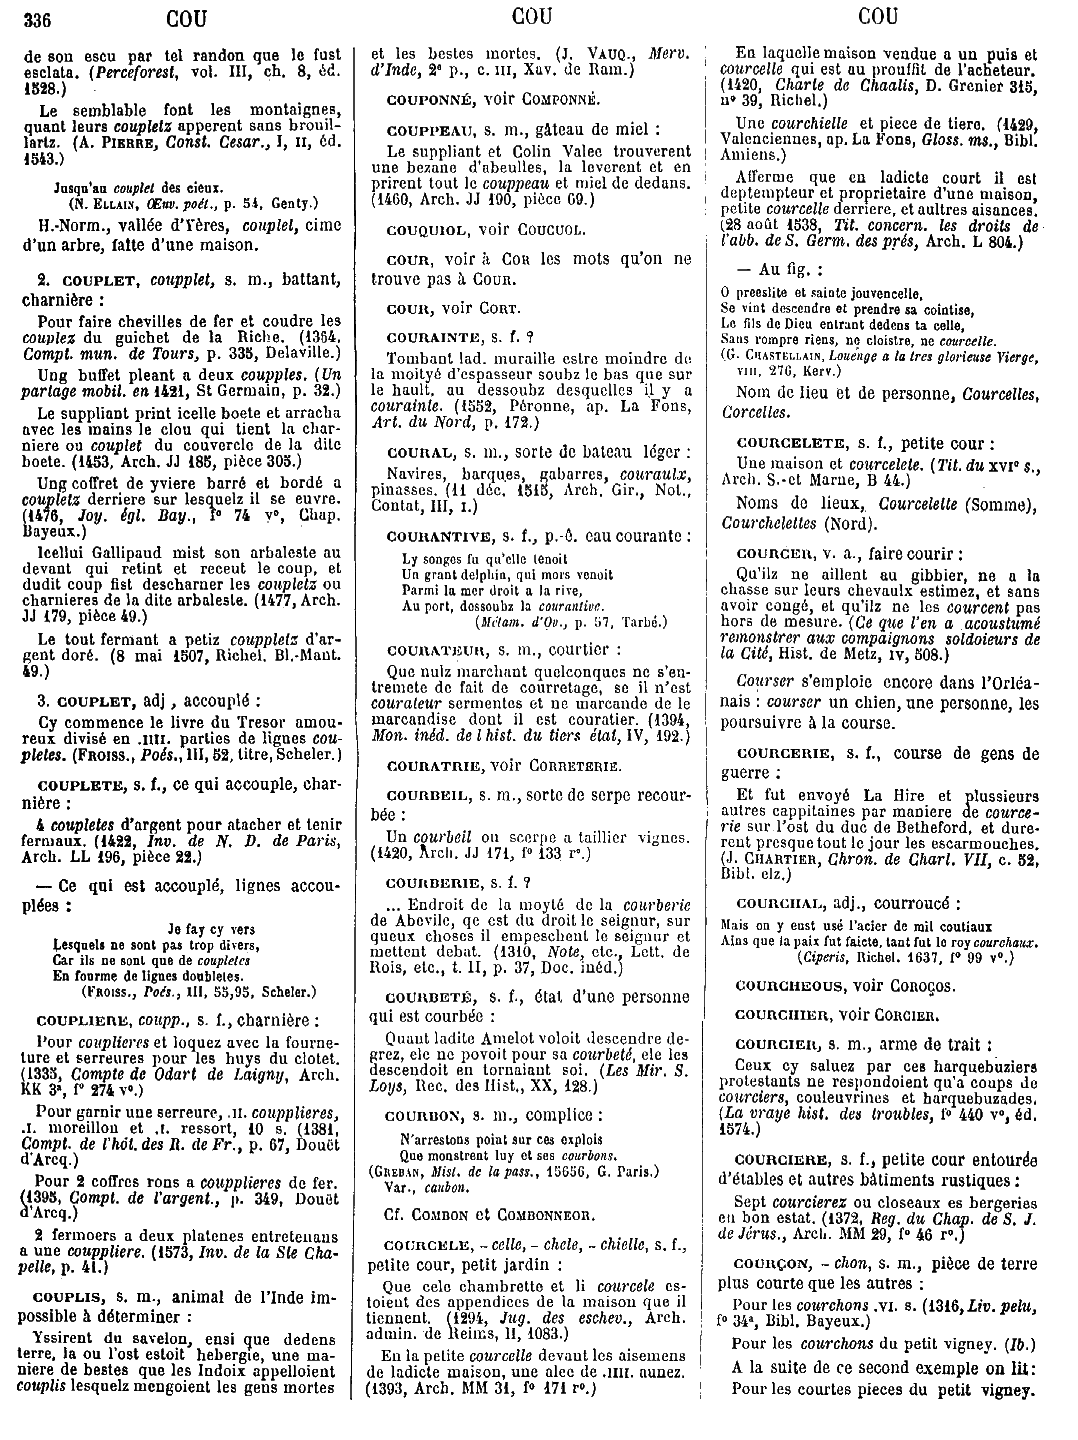 336 COU COU COU
de son escu par tel randon que le fust
esclata. (Perceforest, vol. III, ch. 8, éd.
1528.)
Le semblable font les montaignes,
quant leurs coupletz apperent sans brouil-
lartz. (A. PIERRE, Const. Cesar., I, II, éd.
1543.)
Jusqu'au couplet des cieux.
(N. ELLAIN, Œuv. poét., p. 54, Genty.)
H.-Norm., vallée d'Yères, couplet, cime
d'un arbre, faîte d'une maison.
2. COUPLET, coupplet, s. m., battant,
charnière :
Pour faire chevilles de fer et coudre les
couplez du guichet de la Riche. (1364,
Compt. mun. de Tours, p. 335, Delaville.)
Ung buffet pleant a deux coupples. (Un
partage mobil. en 1421, St Germain, p. 32.)
Le suppliant print icelle boete et arracha
avec les mains le clou qui tient la char-
niere ou couplet du couvercle de la dite
boete. (1453, Arch. JJ 185, pièce 305.)
Ung coffret de yviere barré et bordé a
coupletz derriere sur lesquelz il se euvre.
(1476, Joy. égl. Bay., f° 74 v°, Chap.
Bayeux.)
Icellui Gallipaud mist son arbaleste au
devant qui retint et receut le coup, et
dudit coup fist descharner les coupletz ou
charnieres de la dite arbaleste. (1477, Arch.
JJ 179, pièce 49.)
Le tout fermant a petiz couppletz d'ar-
gent doré. (8 mai 1507, Richel. Bl.-Mant.
49.)
3. COUPLET, adj., accouplé :
Cy commence le livre du Tresor amou-
reux divisé en .IIII. parties de lignes cou-
pletes. (FROISS., Poés., III, 52, titre, Scheler.)
COUPLETE, s. f., ce qui accouple, char-
nière :
4 coupletes d'argent pour atacher et tenir
fermaux. (1422, Inv. de N. D. de Paris,
Arch. LL 196, pièce 22.)
— Ce qui est accouplé, lignes accou-
plées :
Je fay cy vers
Lesquels ne sont pas trop divers,
Car ils ne sont que de coupletes
En fourme de lignes doubletes.
(FROISS., Poés., III, 55,95, Scheler.)
COUPLIERE, coupp., s. f., charnière :
Pour couplieres et loquez avec la fourne-
ture et serreures pour les huys du clotet.
(1333, Compte de Odart de Laigny, Arch.
KK 3ª, f° 274 v°.)
Pour garnir une serreure, .II. coupplieres,
.I. moreillon et .I. ressort, 10 s. (1381,
Compt. de l'hôt. des R. de Fr., p. 67, Douët
d'Arcq.)
Pour 2 coffres rons a coupplieres de fer.
(1395, Compt. de l'argent., p. 349, Douët
d'Arcq.)
2 fermoers a deux platenes entretenans
a une couppliere. (1573, Inv. de la Ste Cha-
pelle, p. 41.)
COUPLIS, s. m., animal de l'Inde im-
possible à déterminer :
Yssirent du savelon, ensi que dedens
terre, la ou l'ost estoit hebergie, une ma-
niere de bestes que les Indoix appelloient
couplis lesquelz mengoient les gens mortes
et les bestes mortes. (J. VAUQ., Merv.
d'Inde, 2° p., c. III, Xav. de Ram.)
COUPONNÉ, voir COMPONNÉ.
COUPPEAU, s. m., gâteau de miel :
Le suppliant et Colin Valec trouverent
une bezane d'abeulles, la leverent et en
prirent tout le couppeau et miel de dedans.
(1460, Arch. JJ 190, pièce 69.)
COUQUIOL, voir COUCUOL.
COUR, voir à COR les mots qu'on ne
trouve pas à COUR.
COUR, voir CORT.
COURAINTE, s. f. ?
Tombant lad. muraille estre moindre de
la moityé d'espasseur soubz le bas que sur
le hault, au dessoubz desquelles il y a
courainte. (1552, Péronne, ap. La Fons,
Art. du Nord, p. 172.)
COURAL, s. m., sorte de bateau léger :
Navires, barques, gabarres, couraulx,
pinasses. (11 déc. 1515, Arch. Gir., Not.,
Contat, III, I.)
COURANTIVE, s. f., p.-ê. eau courante :
Ly songes fu qu'elle tenoit
Un grant delphin, qui mors venoit
Parmi la mer droit a la rive,
Au port, dessoubz la courantive.
(Métam. d'Ov., p. 57, Tarbé.)
COURATEUR, s. m., courtier :
Que nulz marchant quelconques ne s'en-
tremete de fait de courretage, se il n'est
courateur sermentes et ne marcande de le
marcandise dont il est couratier. (1394,
Mon. inéd. de l hist. du tiers état, IV, 192.)
COURATRIE, voir CORRETERIE.
COURBEIL, s. m., sorte de serpe recour-
bée :
Un courbeil ou scerpe a taillier vignes.
(1420, Arch. JJ 171, f° 133 r°.)
COURBERIE, s. f. ?
... Endroit de la moyté de la courberie
de Abevile, qe est du droit le seignur, sur
queux choses il empeschent le seignur et
mettent debat. (1310, Note, etc., Lett. de
Rois, etc., t. II, p. 37, Doc. inéd.)
COURBETÉ, s. f., état d'une personne
qui est courbée :
Quant ladite Amelot voloit descendre de-
grez, ele ne povoit pour sa courbeté, ele les
descendoit en tornaiant soi. (Les Mir. S.
Loys, Rec. des Hist., XX, 128.)
COURBON, s. m., complice :
N'arrestons point sur ces explois
Que monstrent luy et ses courbons.
(GREBAN, Mist. de la pass., 15656, G. Paris.)
Var., caubon.
Cf. COMBON et COMBONNEOR.
COURCELE, - celle, - chele, - chielle, s. f.,
petite cour, petit jardin :
Que cele chambrette et li courcele es-
toient des appendices de la maison que il
tiennent. (1294, Jug. des eschev., Arch.
admin. de Reims, II, 1083.)
En la petite courcelle devant les aisemens
de ladicte maison, une alee de .IIII. aunez.
(1393, Arch. MM 31, f° 171 r°.)
En laquelle maison vendue a un puis et
courcelle qui est au prouffit de l'acheteur.
(1420, Charte de Chaalis, D. Grenier 315,
n° 39, Richel.)
Une courchielle et piece de tiere. (1429,
Valenciennes, ap. La Fons, Gloss. ms., Bibl.
Amiens.)
Afferme que en ladicte court il est
deptempteur et proprietaire d'une maison,
petite courcelle derriere, et aultres aisances.
(28 août 1538, Tit. concern. les droits de
l'abb. de S. Germ. des prés, Arch. L 804.)
— Au fig. :
O preeslite et sainte jouvencelle,
Se vint descendre et prendre sa cointise,
Le fils de Dieu entrant dedens ta celle,
Sans rompre riens, ne cloistre, ne courcelle.
(G. CHASTELLAIN, Louenge a la tres glorieuse Vierge,
VIII, 276, Kerv.)
Nom de lieu et de personne, Courcelles,
Corcelles.
COURCELETE, s. f., petite cour :
Une maison et courcelete. (Tit. du XVI° s.,
Arch. S.-et Marne, B 44.)
Noms de lieux, Courcelette (Somme),
Courchelettes (Nord).
COURCER, v. a., faire courir :
Qu'ilz ne aillent au gibbier, ne a la
chasse sur leurs chevaulx estimez, et sans
avoir congé, et qu'ilz ne les courcent pas
hors de mesure. (Ce que l'en a acoustumé
remonstrer aux compaignons soldoieurs de
la Cité, Hist. de Metz, IV, 508.)
Courser s'emploie encore dans l'Orléa-
nais : courser un chien, une personne, les
poursuivre à la course.
COURCERIE, s. f., course de gens de
guerre :
Et fut envoyé La Hire et plussieurs
autres cappitaines par maniere de cource-
rie sur l'ost du duc de Betheford, et dure-
rent presque tout le jour les escarmouches.
(J. CHARTIER, Chron. de Charl. VII, c. 52,
Bibl. elz.)
COURCHAL, adj., courroucé :
Mais on y eust usé l'acier de mil coutiaux
Ains que la paix fut faicte, tant fut le roy courchaux.
(Ciperis, Richel. 1637, f° 99 v°.)
COURCHEOUS, voir COROÇOS.
COURCHIER, voir CORCIER.
COURCIER, s. m., arme de trait :
Ceux cy saluez par ces harquebuziers
protestants ne respondoient qu'a coups de
courciers, couleuvrines et harquebuzades.
(La vraye hist. des troubles, f° 440 v°, éd.
1574.)
COURCIERE, s. f., petite cour entourée
d'étables et autres bâtiments rustiques :
Sept courcierez ou closeaux es bergeries
en bon estat. (1372, Reg. du Chap. de S. J.
de Jérus., Arch. MM 29, f° 46 r°.)
COURÇON, - chon, s. m., pièce de terre
plus courte que les autres :
Pour les courchons .VI. s. (1316, Liv. pelu,
f° 34ª, Bibl. Bayeux.)
Pour les courchons du petit vigney. (Ib.)
A la suite de ce second exemple on lit :
Pour les courtes pieces du petit vigney.